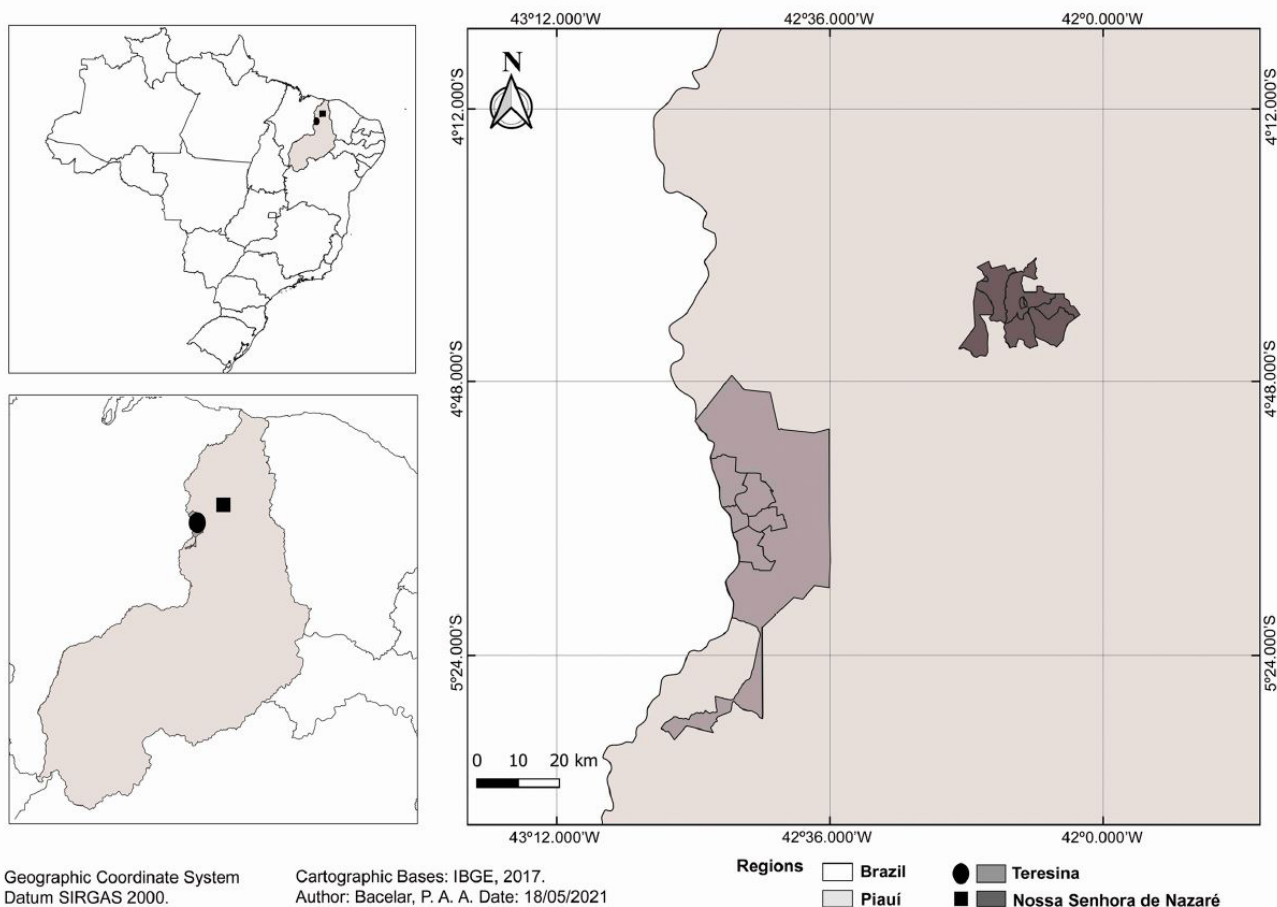 43°12.000'W 42°36.000'W 42°0.000'W
N
4°12.000'S 4°12.000'S
4°48.000'S 4°48.000'S
5°24.000'S 5°24.000'S
0 10 20 km
43°12.000'W 42°36.000'W 42°0.000'W
Geographic Coordinate System
Datum SIRGAS 2000.
Cartographic Bases: IBGE, 2017.
Author: Bacelar, P. A. A. Date: 18/05/2021
Regions
Brazil
Piauí
Teresina
Nossa Senhora de Nazaré